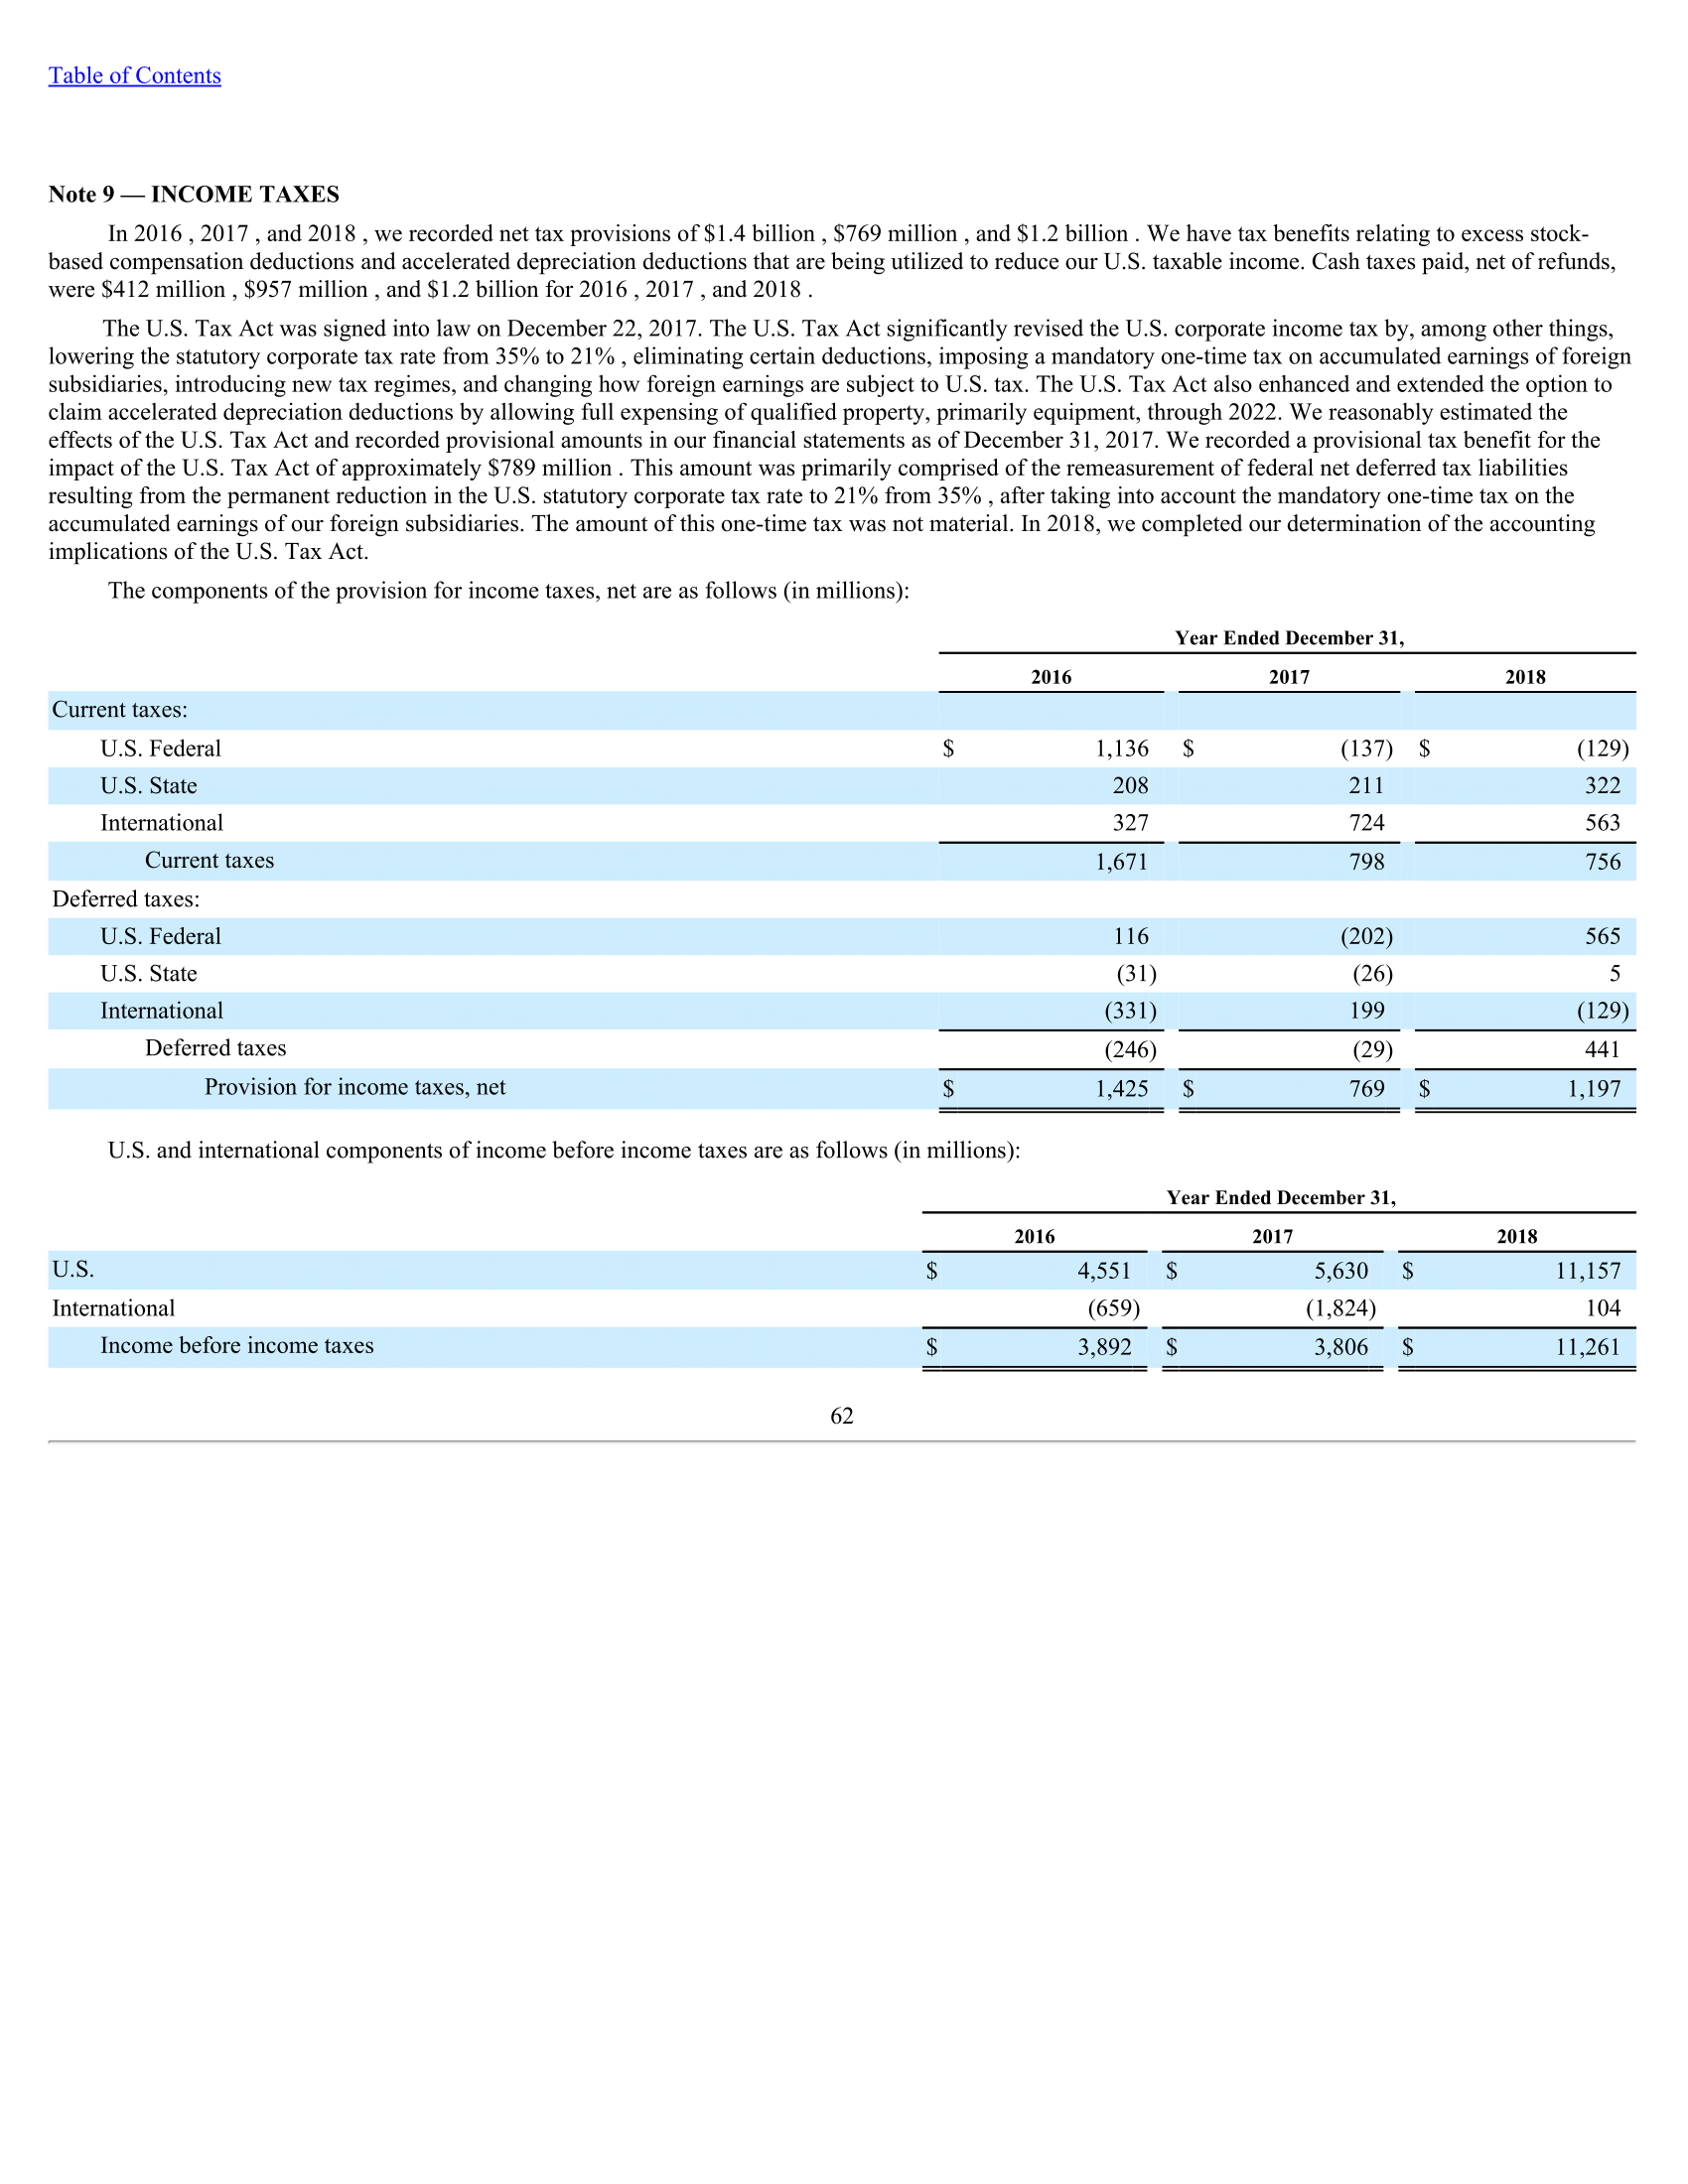 Table of Contents
Note 9 — INCOME TAXES
In 2016 , 2017 , and 2018 , we recorded net tax provisions of $1.4 billion , $769 million , and $1.2 billion . We have tax benefits relating to excess stock-
based compensation deductions and accelerated depreciation deductions that are being utilized to reduce our U.S. taxable income. Cash taxes paid, net of refunds,
were $412 million , $957 million , and $1.2 billion for 2016 , 2017 , and 2018 .
The U.S. Tax Act was signed into law on December 22, 2017. The U.S. Tax Act significantly revised the U.S. corporate income tax by, among other things,
lowering the statutory corporate tax rate from 35% to 21% , eliminating certain deductions, imposing a mandatory one-time tax on accumulated earnings of foreign
subsidiaries, introducing new tax regimes, and changing how foreign earnings are subject to U.S. tax. The U.S. Tax Act also enhanced and extended the option to
claim accelerated depreciation deductions by allowing full expensing of qualified property, primarily equipment, through 2022. We reasonably estimated the
effects of the U.S. Tax Act and recorded provisional amounts in our financial statements as of December 31, 2017. We recorded a provisional tax benefit for the
impact of the U.S. Tax Act of approximately $789 million . This amount was primarily comprised of the remeasurement of federal net deferred tax liabilities
resulting from the permanent reduction in the U.S. statutory corporate tax rate to 21% from 35% , after taking into account the mandatory one-time tax on the
accumulated earnings of our foreign subsidiaries. The amount of this one-time tax was not material. In 2018, we completed our determination of the accounting
implications of the U.S. Tax Act.
The components of the provision for income taxes, net are as follows (in millions):
Year Ended December 31,
2016 2017 2018
Current taxes:
U.S. Federal $ 1,136 $ (137) $ (129)
U.S. State 208 211 322
International 327 724 563
Current taxes 1,671 798 756
Deferred taxes:
U.S. Federal 116 (202) 565
U.S. State (31) (26) 5
International (331) 199 (129)
Deferred taxes (246) (29) 441
Provision for income taxes, net $ 1,425 $ 769 $ 1,197
U.S. and international components of income before income taxes are as follows (in millions):
Year Ended December 31,
2016 2017 2018
U.S. $ 4,551 $ 5,630 $ 11,157
International (659) (1,824) 104
Income before income taxes $ 3,892 $ 3,806 $ 11,261
62